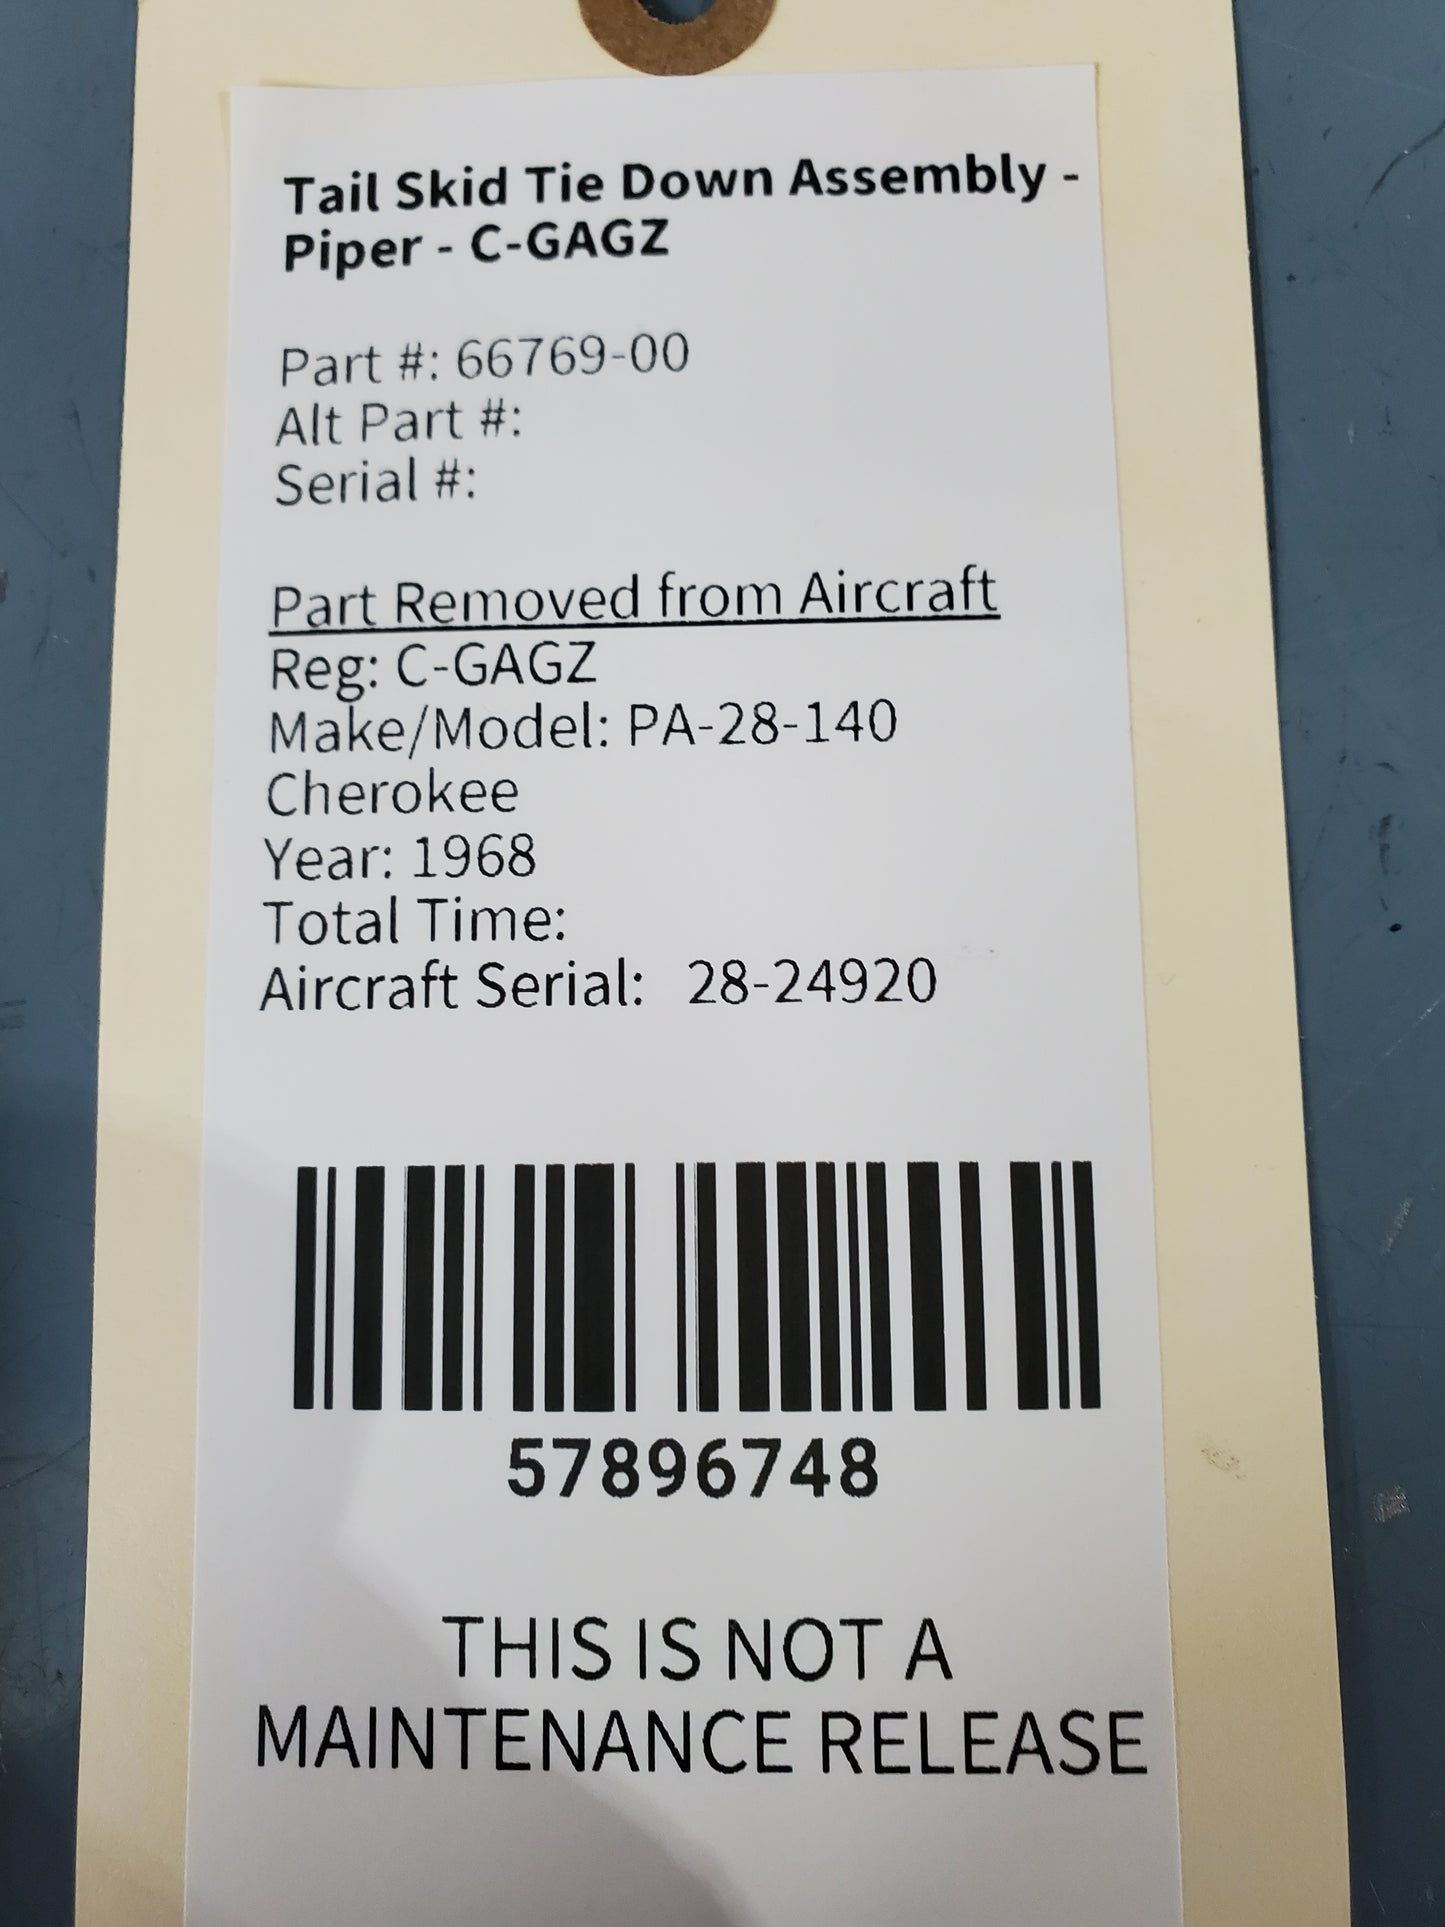 Tail Skid Tie Down Assembly -
Piper - C-GAGZ
Part #: 66769-00
Alt Part #:
Serial #:
Part Removed from Aircraft
Reg: C-GAGZ
Make/Model: PA-28-140
Cherokee
Year: 1968
Total Time:
Aircraft Serial: 28-24920
57896748
THIS IS NOT A
MAINTENANCE RELEASE